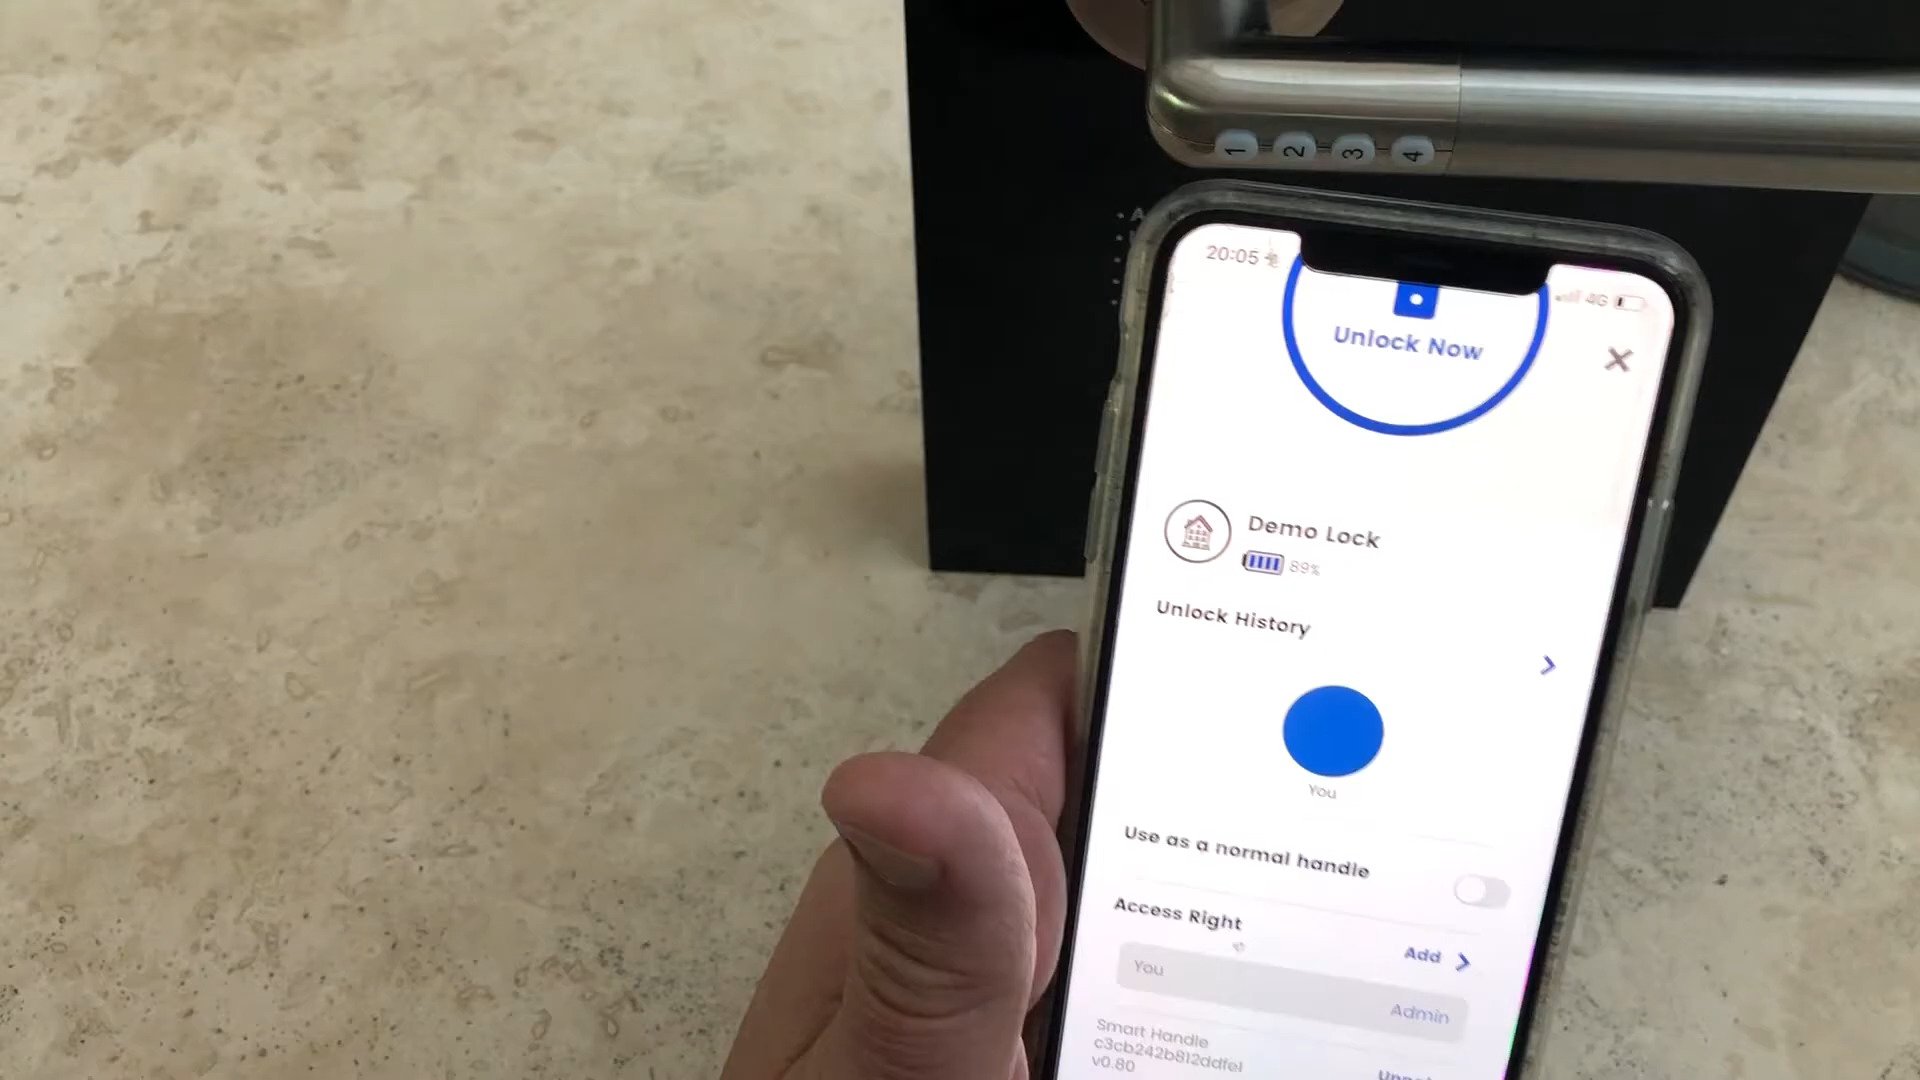 1 2 3 4
20:05
4G
Unlock Now
Demo Lock
89%
Unlock History
You
Use as a normal handle
Access Right
Add
You
Admin
Smart Handle
c3cb242b812ddfe1
v0.80